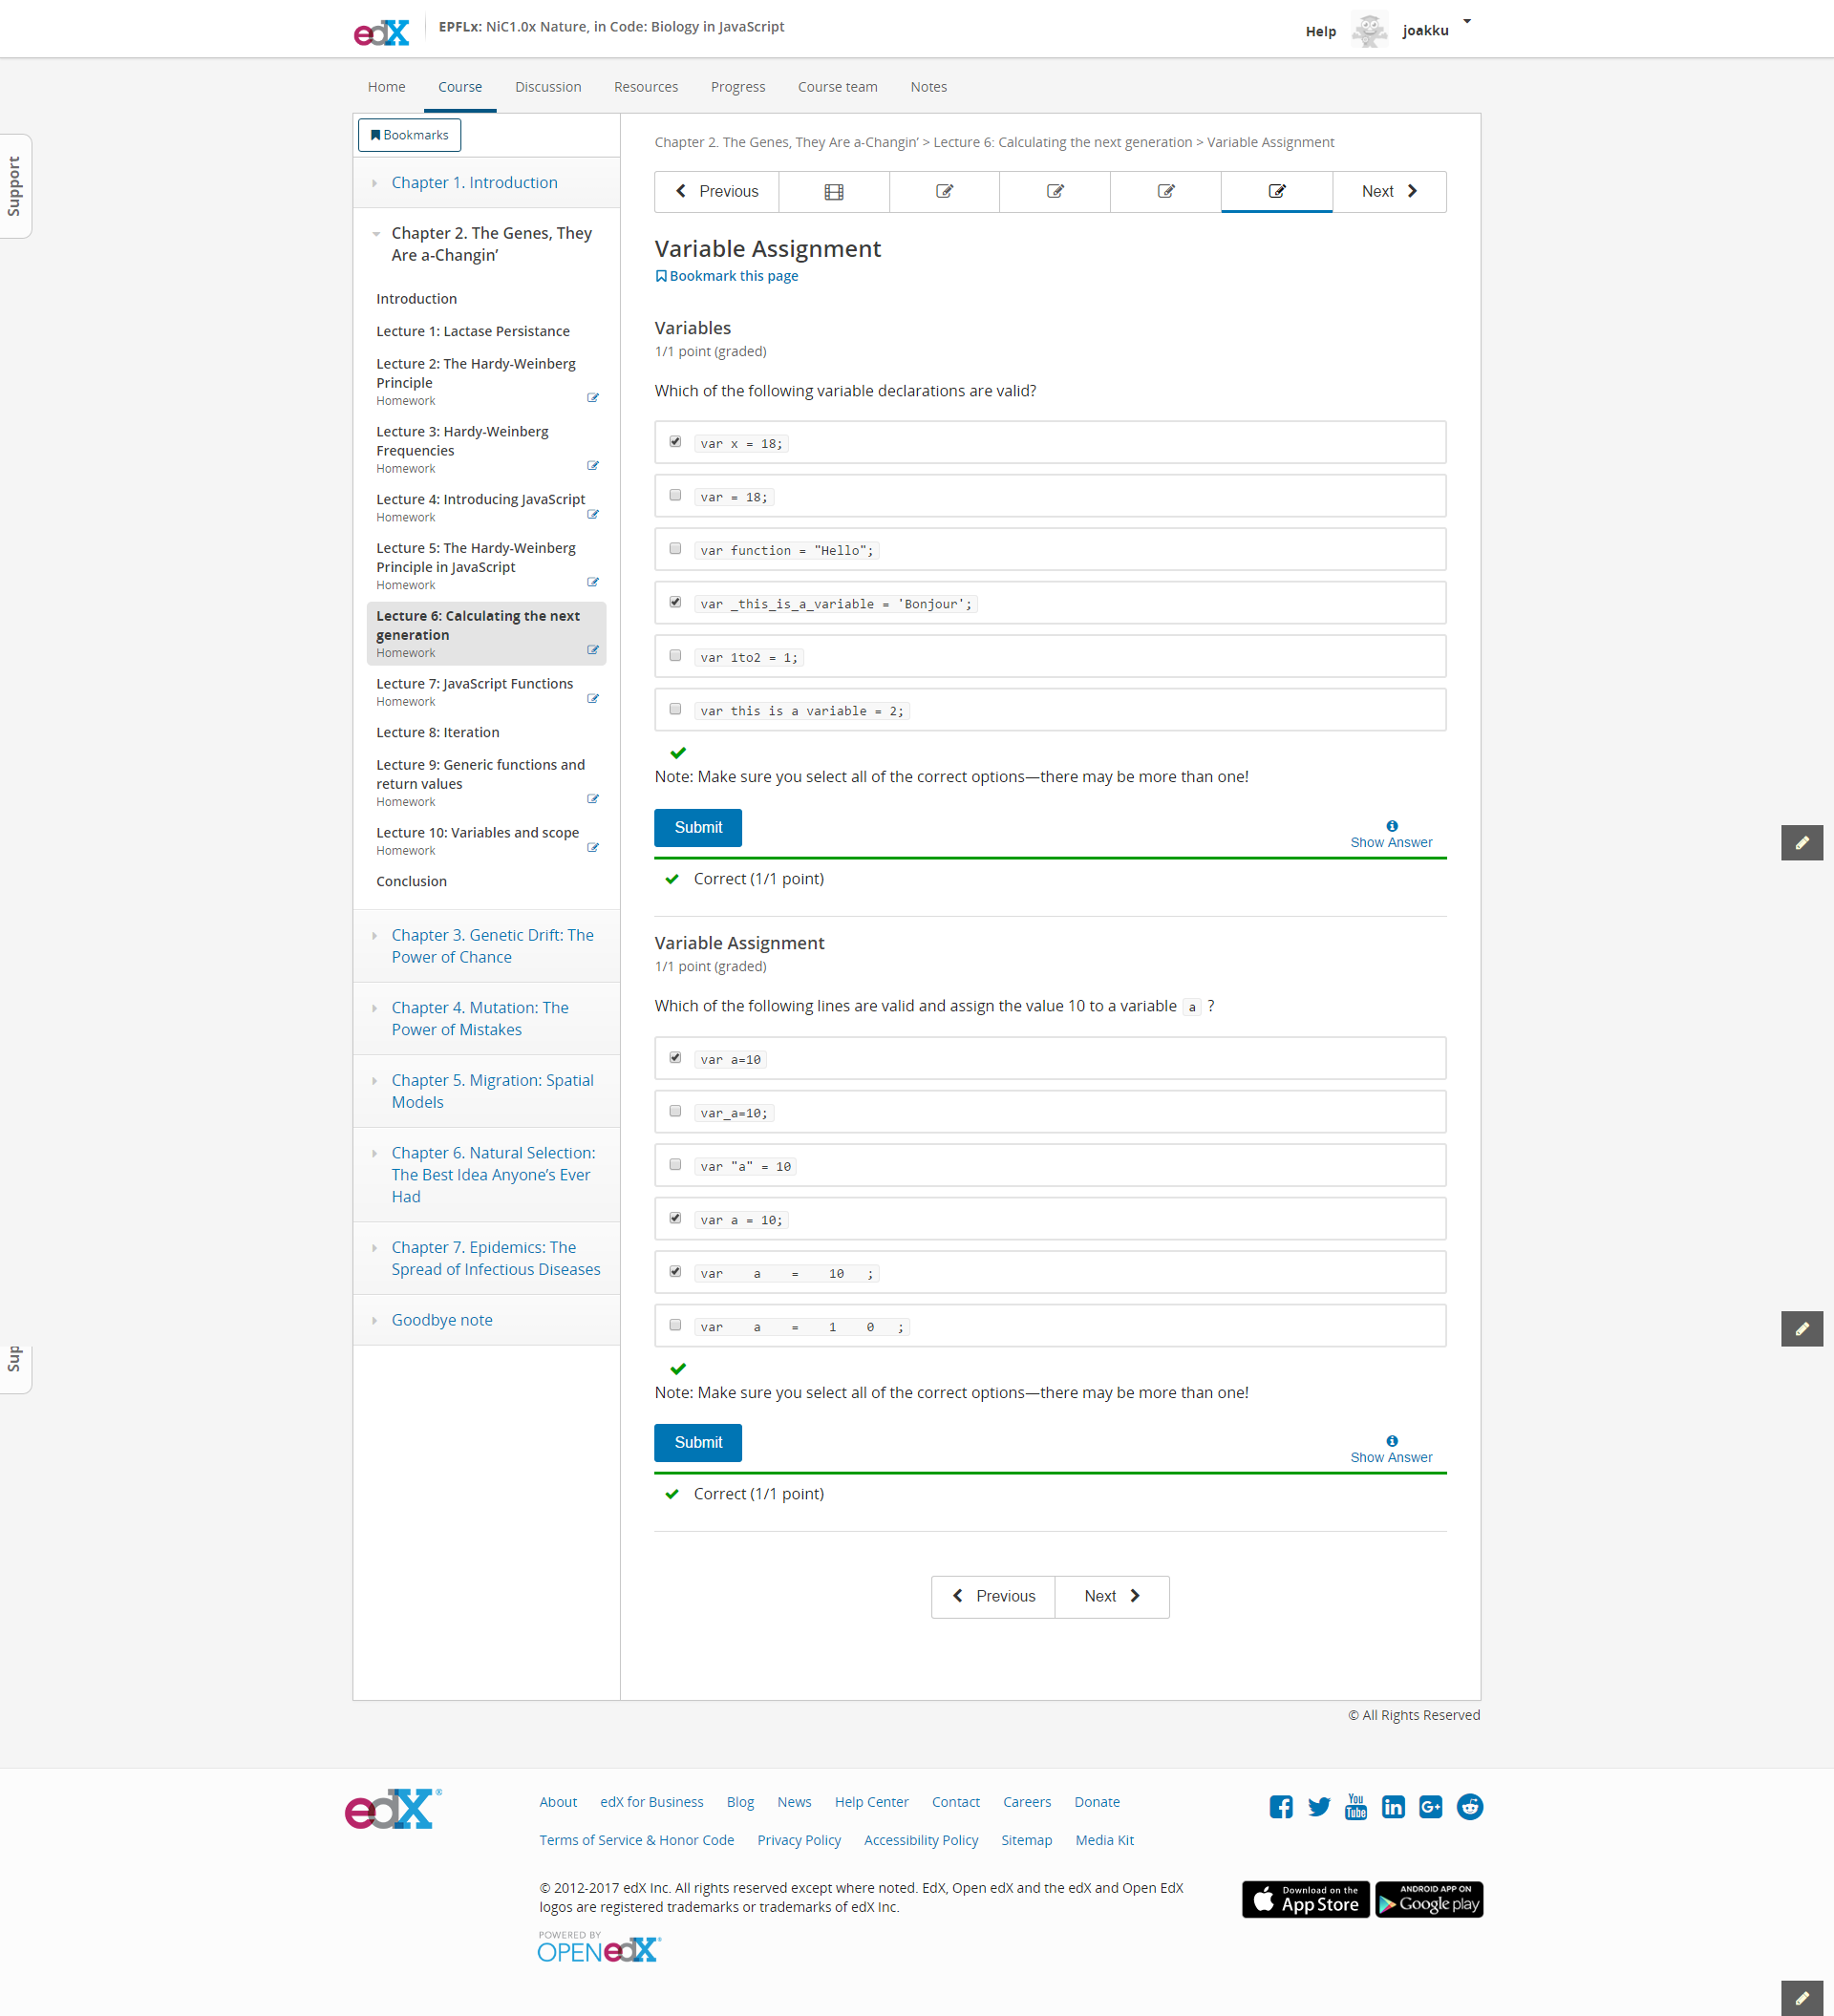 edX
EPFLx: NiC1.0x Nature, in Code: Biology in JavaScript
Help
joakku
Home
Course
Discussion
Resources
Progress
Course team
Notes
Support
Bookmarks
Chapter 1. Introduction
Chapter 2. The Genes, They
Are a-Changin’
Introduction
Lecture 1: Lactase Persistance
Lecture 2: The Hardy-Weinberg
Principle
Homework
Lecture 3: Hardy-Weinberg
Frequencies
Homework
Lecture 4: Introducing JavaScript
Homework
Lecture 5: The Hardy-Weinberg
Principle in JavaScript
Homework
Lecture 6: Calculating the next
generation
Homework
Lecture 7: JavaScript Functions
Homework
Lecture 8: Iteration
Lecture 9: Generic functions and
return values
Homework
Lecture 10: Variables and scope
Homework
Conclusion
Chapter 3. Genetic Drift: The
Power of Chance
Chapter 4. Mutation: The
Power of Mistakes
Chapter 5. Migration: Spatial
Models
Chapter 6. Natural Selection:
The Best Idea Anyone’s Ever
Had
Chapter 7. Epidemics: The
Spread of Infectious Diseases
Goodbye note
Sup
Chapter 2. The Genes, They Are a-Changin’ > Lecture 6: Calculating the next generation > Variable Assignment
Previous
Next
Variable Assignment
Bookmark this page
Variables
1/1 point (graded)
Which of the following variable declarations are valid?
var x = 18;
var = 18;
var function = "Hello";
var _this_is_a_variable = 'Bonjour';
var 1to2 = 1;
var this is a variable = 2;
Note: Make sure you select all of the correct options—there may be more than one!
Submit
Show Answer
Correct (1/1 point)
Variable Assignment
1/1 point (graded)
Which of the following lines are valid and assign the value 10 to a variable a ?
var a=10
var_a=10;
var "a" = 10
var a = 10;
var    a    =    10   ;
var    a    =    1    0   ;
Note: Make sure you select all of the correct options—there may be more than one!
Submit
Show Answer
Correct (1/1 point)
Previous
Next
© All Rights Reserved
edX®
About
edX for Business
Blog
News
Help Center
Contact
Careers
Donate
Terms of Service & Honor Code
Privacy Policy
Accessibility Policy
Sitemap
Media Kit
© 2012-2017 edX Inc. All rights reserved except where noted. EdX, Open edX and the edX and Open EdX
logos are registered trademarks or trademarks of edX Inc.
POWERED BY
OPEN edX®
You
Tube
in
G+
Download on the
App Store
ANDROID APP ON
Google play